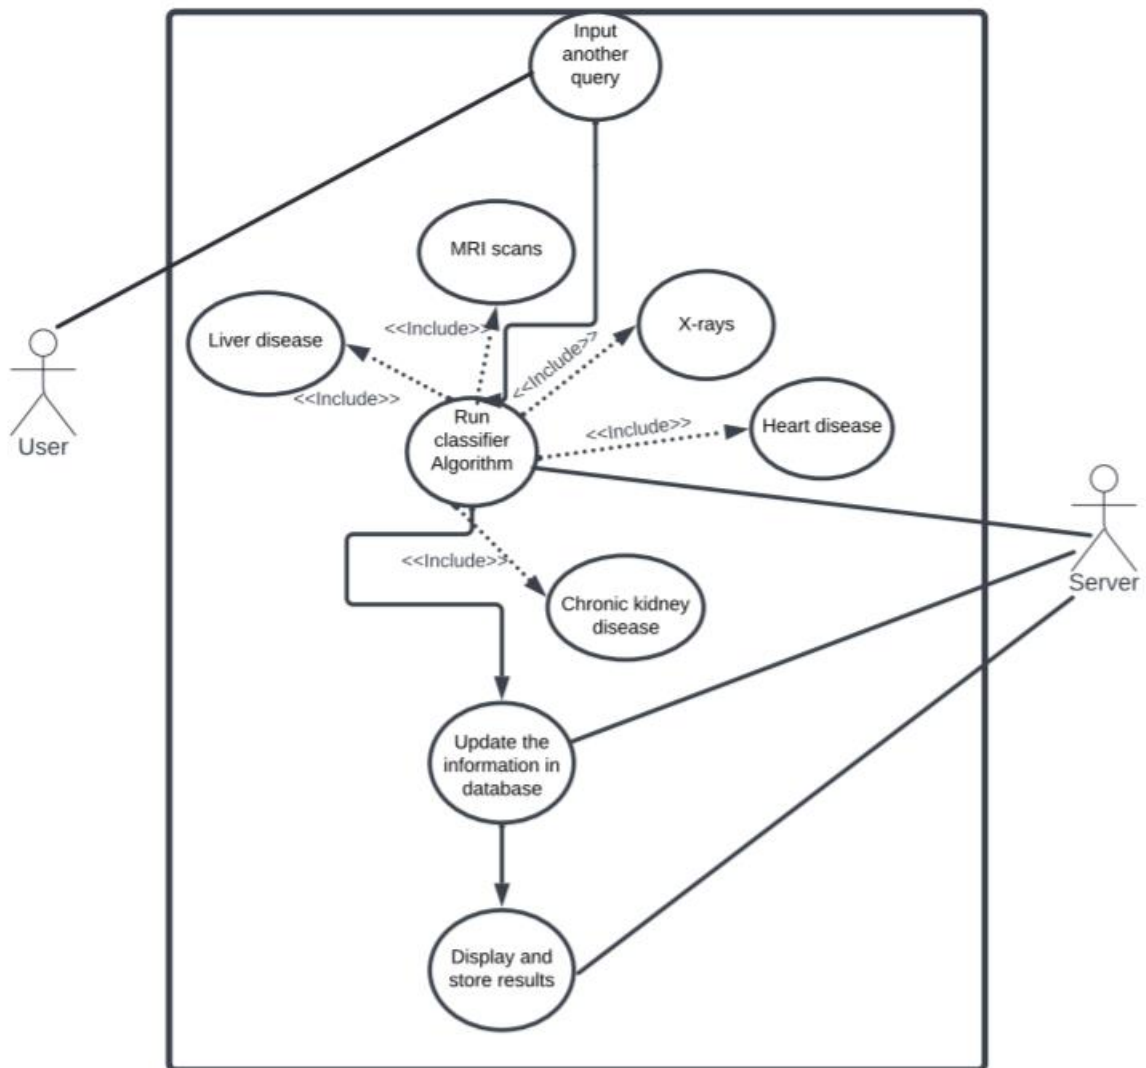 Input
another
query
MRI scans
<<Include>>
X-rays
Liver disease
<<Include>>
<<Include>>
Run
classifier
Algorithm
<<Include>>
Heart disease
User
<<Include>>
Server
Chronic kidney
disease
Update the
information in
database
Display and
store results